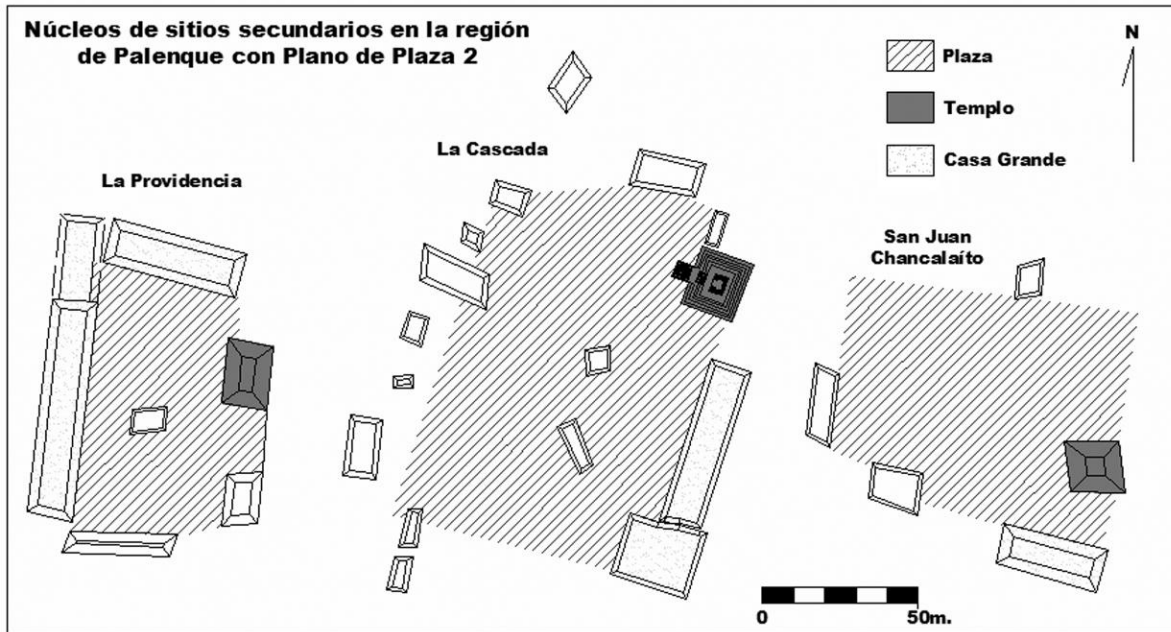 Núcleos de sitios secundarios en la región
de Palenque con Plano de Plaza 2
N
Plaza
Templo
Casa Grande
La Cascada
La Providencia
San Juan
Chancalaíto
0 50m.